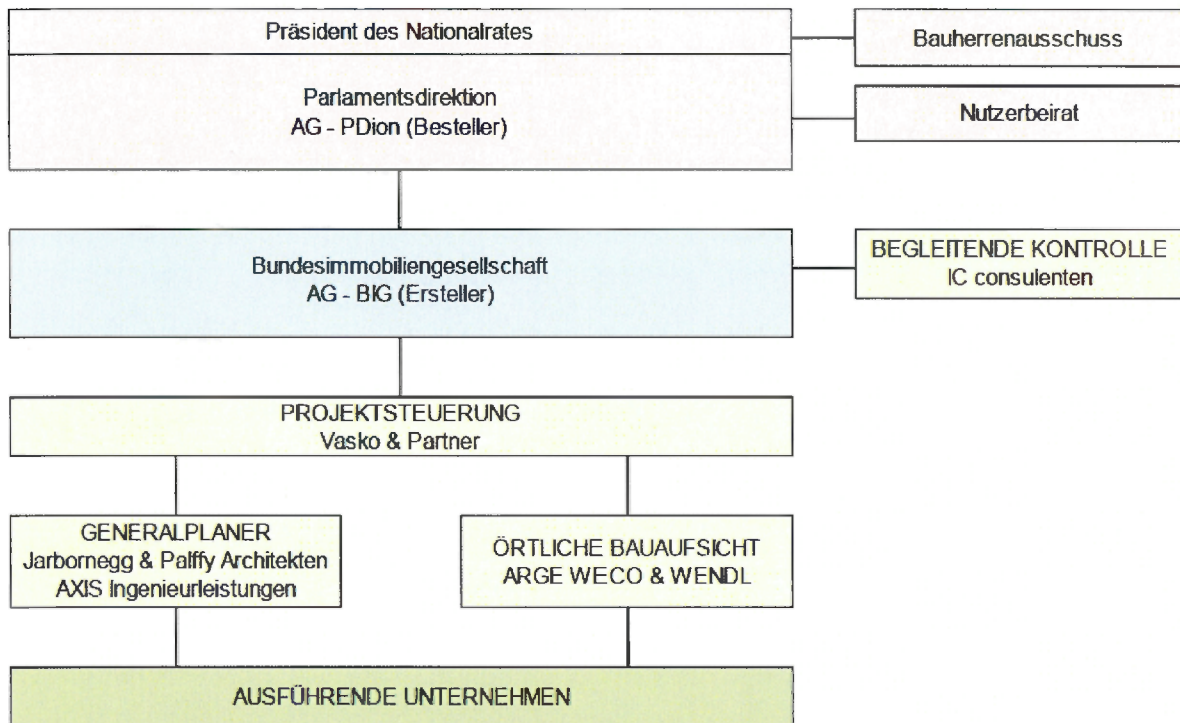 Präsident des Nationalrates
Bauherrenausschuss
Parlamentsdirektion
AG - PDion (Besteller)
Nutzerbeirat
Bundesimmobiliengesellschaft
AG - BIG (Ersteller)
BEGLEITENDE KONTROLLE
IC consulenten
PROJEKTSTEUERUNG
Vasko & Partner
GENERALPLANER
Jarbornegg & Palffy Architekten
AXIS Ingenieurleistungen
ÖRTLICHE BAUAUFSICHT
ARGE WECO & WENDL
AUSFÜHRENDE UNTERNEHMEN